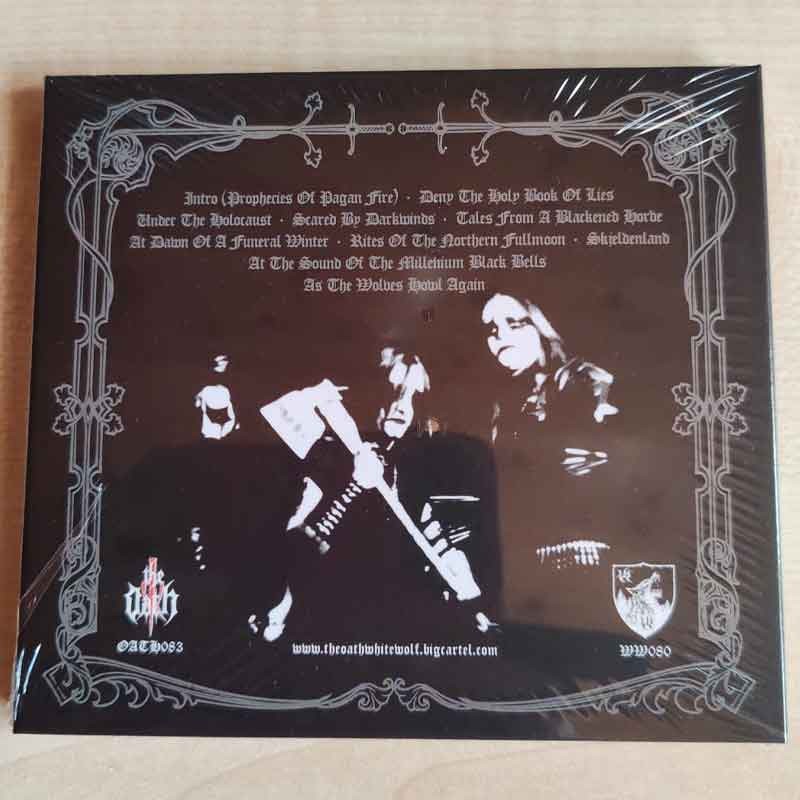 Intro (Prophecies Of Pagan Fire) · Deny The Holy Book Of Lies
Under The Holocaust · Scared By Darkwinds · Tales From A Blackened Horde
At Dawn Of A Funeral Winter · Rites Of The Northern Fullmoon · Skjeldenland
At The Sound Of The Millenium Black Bells
As The Wolves Howl Again
the
Oath
OATH083
www.theoathwhitewolf.bigcartel.com
WW080